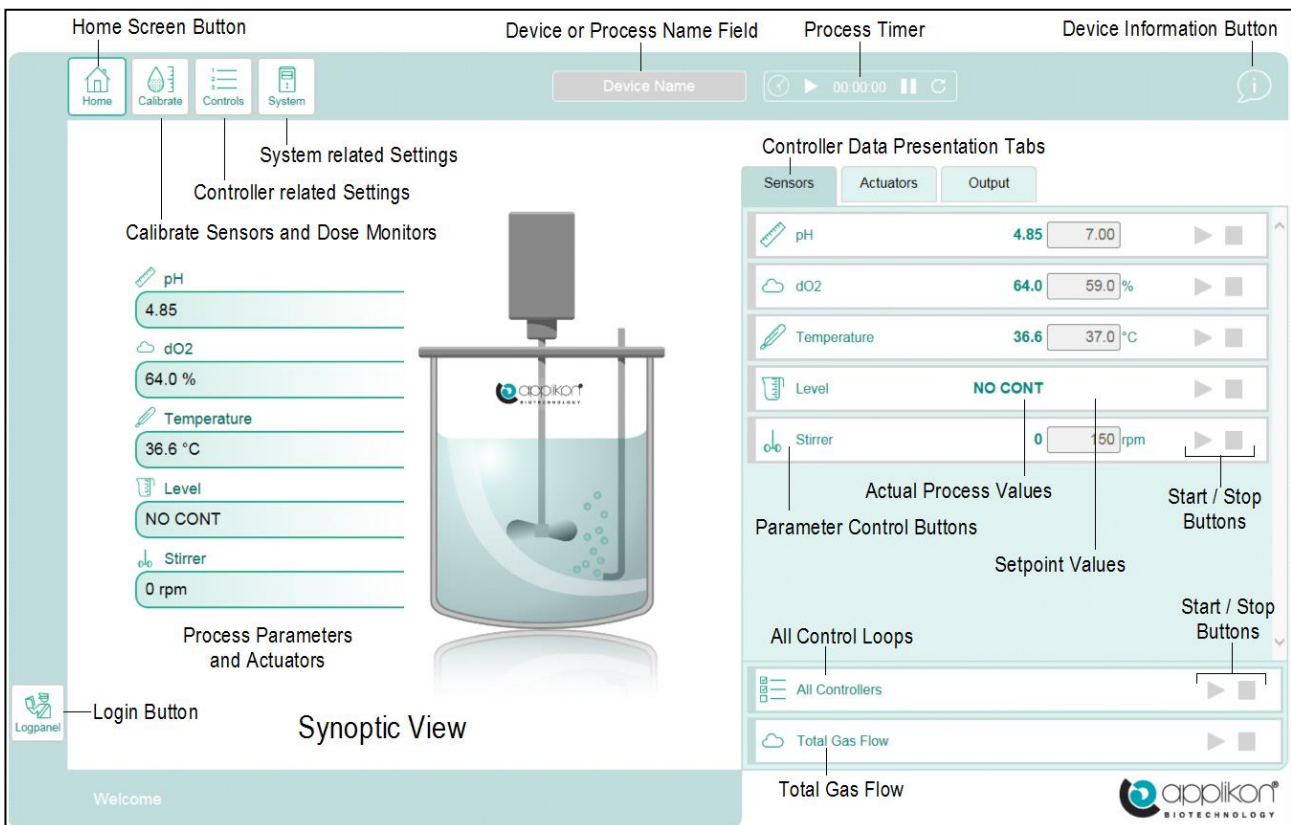 Home Screen Button
Device or Process Name Field
Process Timer
Device Information Button
Home
Calibrate
Controls
System
Device Name
00:00:00
System related Settings
Controller related Settings
Calibrate Sensors and Dose Monitors
Controller Data Presentation Tabs
Sensors
Actuators
Output
pH
4.85
dO2
64.0 %
Temperature
36.6 °C
Level
NO CONT
Stirrer
0 rpm
Process Parameters
and Actuators
applikon®
BIOTECHNOLOGY
pH 4.85 7.00
dO2 64.0 59.0 %
Temperature 36.6 37.0 °C
Level NO CONT
Stirrer 0 150 rpm
Actual Process Values
Parameter Control Buttons
Setpoint Values
Start / Stop
Buttons
Start / Stop
Buttons
All Control Loops
All Controllers
Total Gas Flow
Total Gas Flow
Logpanel
Login Button
Synoptic View
Welcome
applikon®
BIOTECHNOLOGY